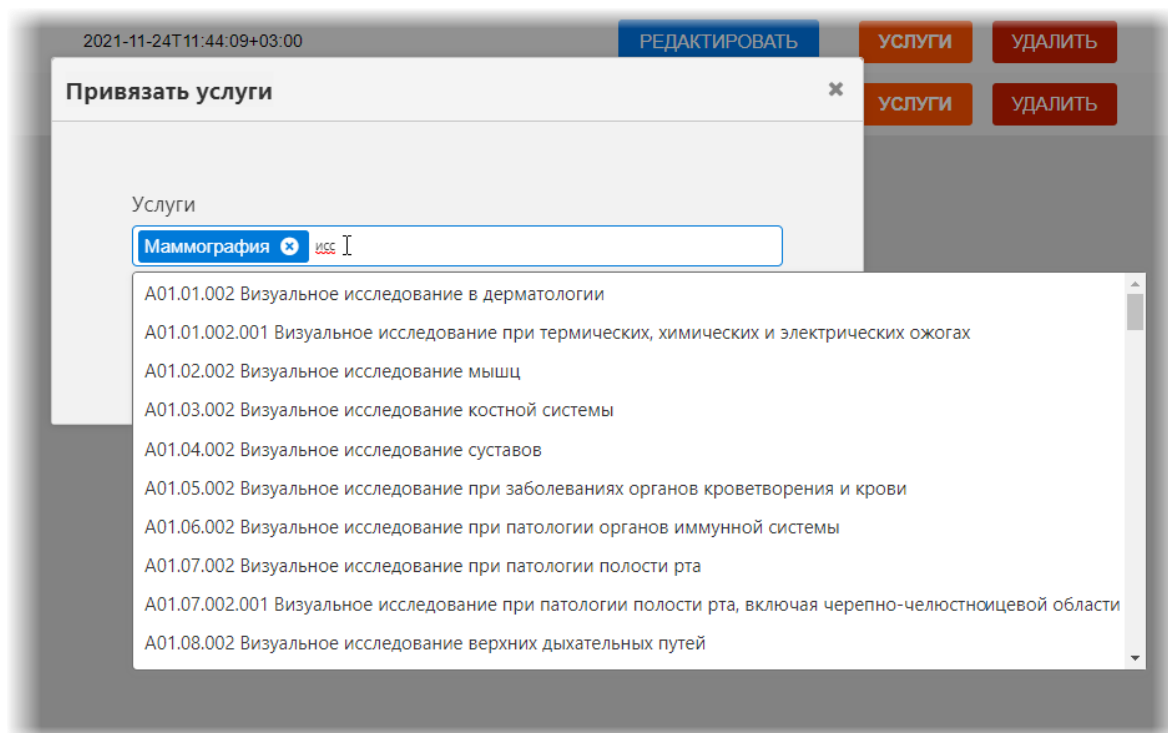 2021-11-24T11:44:09+03:00 РЕДАКТИРОВАТЬ УСЛУГИ УДАЛИТЬ
Привязать услуги
УСЛУГИ УДАЛИТЬ
Услуги
Маммография исс
A01.01.002 Визуальное исследование в дерматологии
A01.01.002.001 Визуальное исследование при термических, химических и электрических ожогах
A01.02.002 Визуальное исследование мышц
A01.03.002 Визуальное исследование костной системы
A01.04.002 Визуальное исследование суставов
A01.05.002 Визуальное исследование при заболеваниях органов кроветворения и крови
A01.06.002 Визуальное исследование при патологии органов иммунной системы
A01.07.002 Визуальное исследование при патологии полости рта
A01.07.002.001 Визуальное исследование при патологии полости рта, включая черепно-челюстноицевой области
A01.08.002 Визуальное исследование верхних дыхательных путей